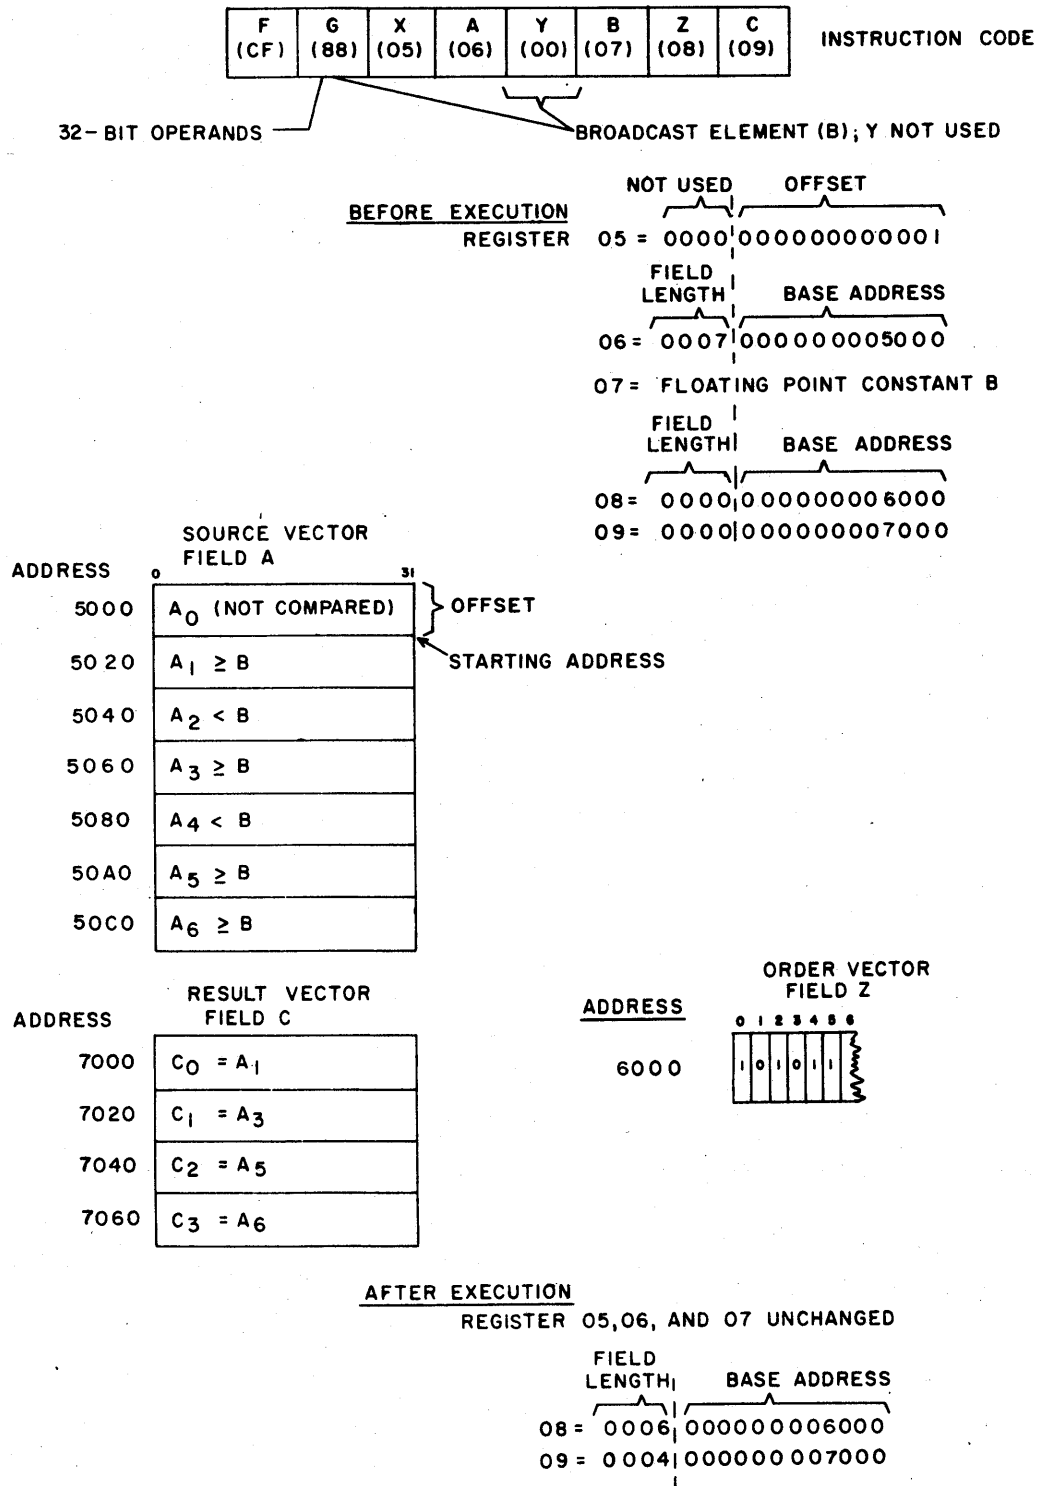 F G X A Y B Z C
(CF) (88) (05) (06) (00) (07) (08) (09)
INSTRUCTION CODE
32-BIT OPERANDS
BROADCAST ELEMENT (B); Y NOT USED
NOT USED OFFSET
BEFORE EXECUTION
REGISTER 05 = 0000 000000000001
FIELD
LENGTH BASE ADDRESS
06 = 0007 000000005000
07 = FLOATING POINT CONSTANT B
FIELD
LENGTH BASE ADDRESS
08 = 0000 000000006000
09 = 0000 000000007000
SOURCE VECTOR
FIELD A
ADDRESS 0 31
5000 A0 (NOT COMPARED) OFFSET
STARTING ADDRESS
5020 A1 ≥ B
5040 A2 < B
5060 A3 ≥ B
5080 A4 < B
50A0 A5 ≥ B
50C0 A6 ≥ B
RESULT VECTOR
ADDRESS FIELD C
7000 C0 = A1
7020 C1 = A3
7040 C2 = A5
7060 C3 = A6
ORDER VECTOR
FIELD Z
ADDRESS
0 1 2 3 4 5 6
6000 1 0 1 0 1 1
AFTER EXECUTION
REGISTER 05,06, AND 07 UNCHANGED
FIELD
LENGTH BASE ADDRESS
08 = 0006 000000006000
09 = 0004 000000007000